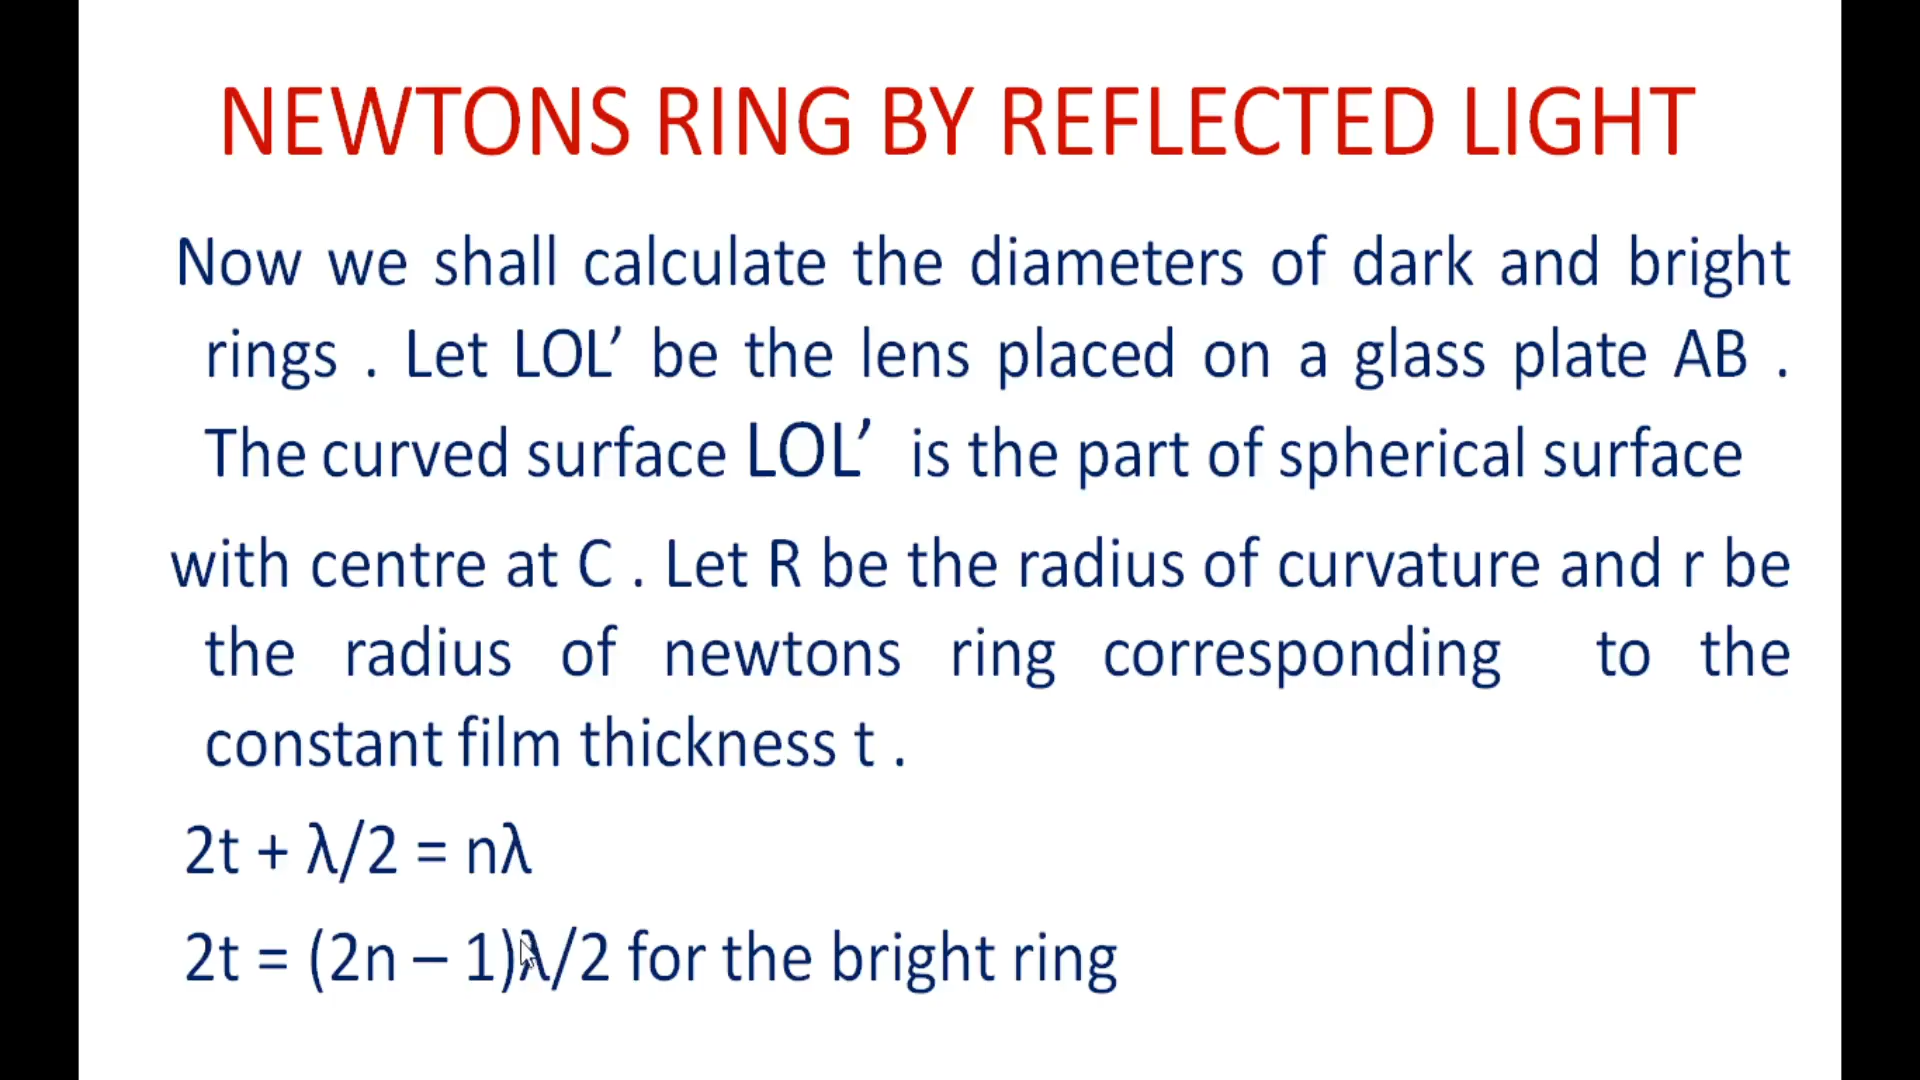 NEWTONS RING BY REFLECTED LIGHT
Now we shall calculate the diameters of dark and bright
rings . Let LOL’ be the lens placed on a glass plate AB .
The curved surface LOL’ is the part of spherical surface
with centre at C . Let R be the radius of curvature and r be
the radius of newtons ring corresponding to the
constant film thickness t .
2t + λ/2 = nλ
2t = (2n – 1)λ/2 for the bright ring